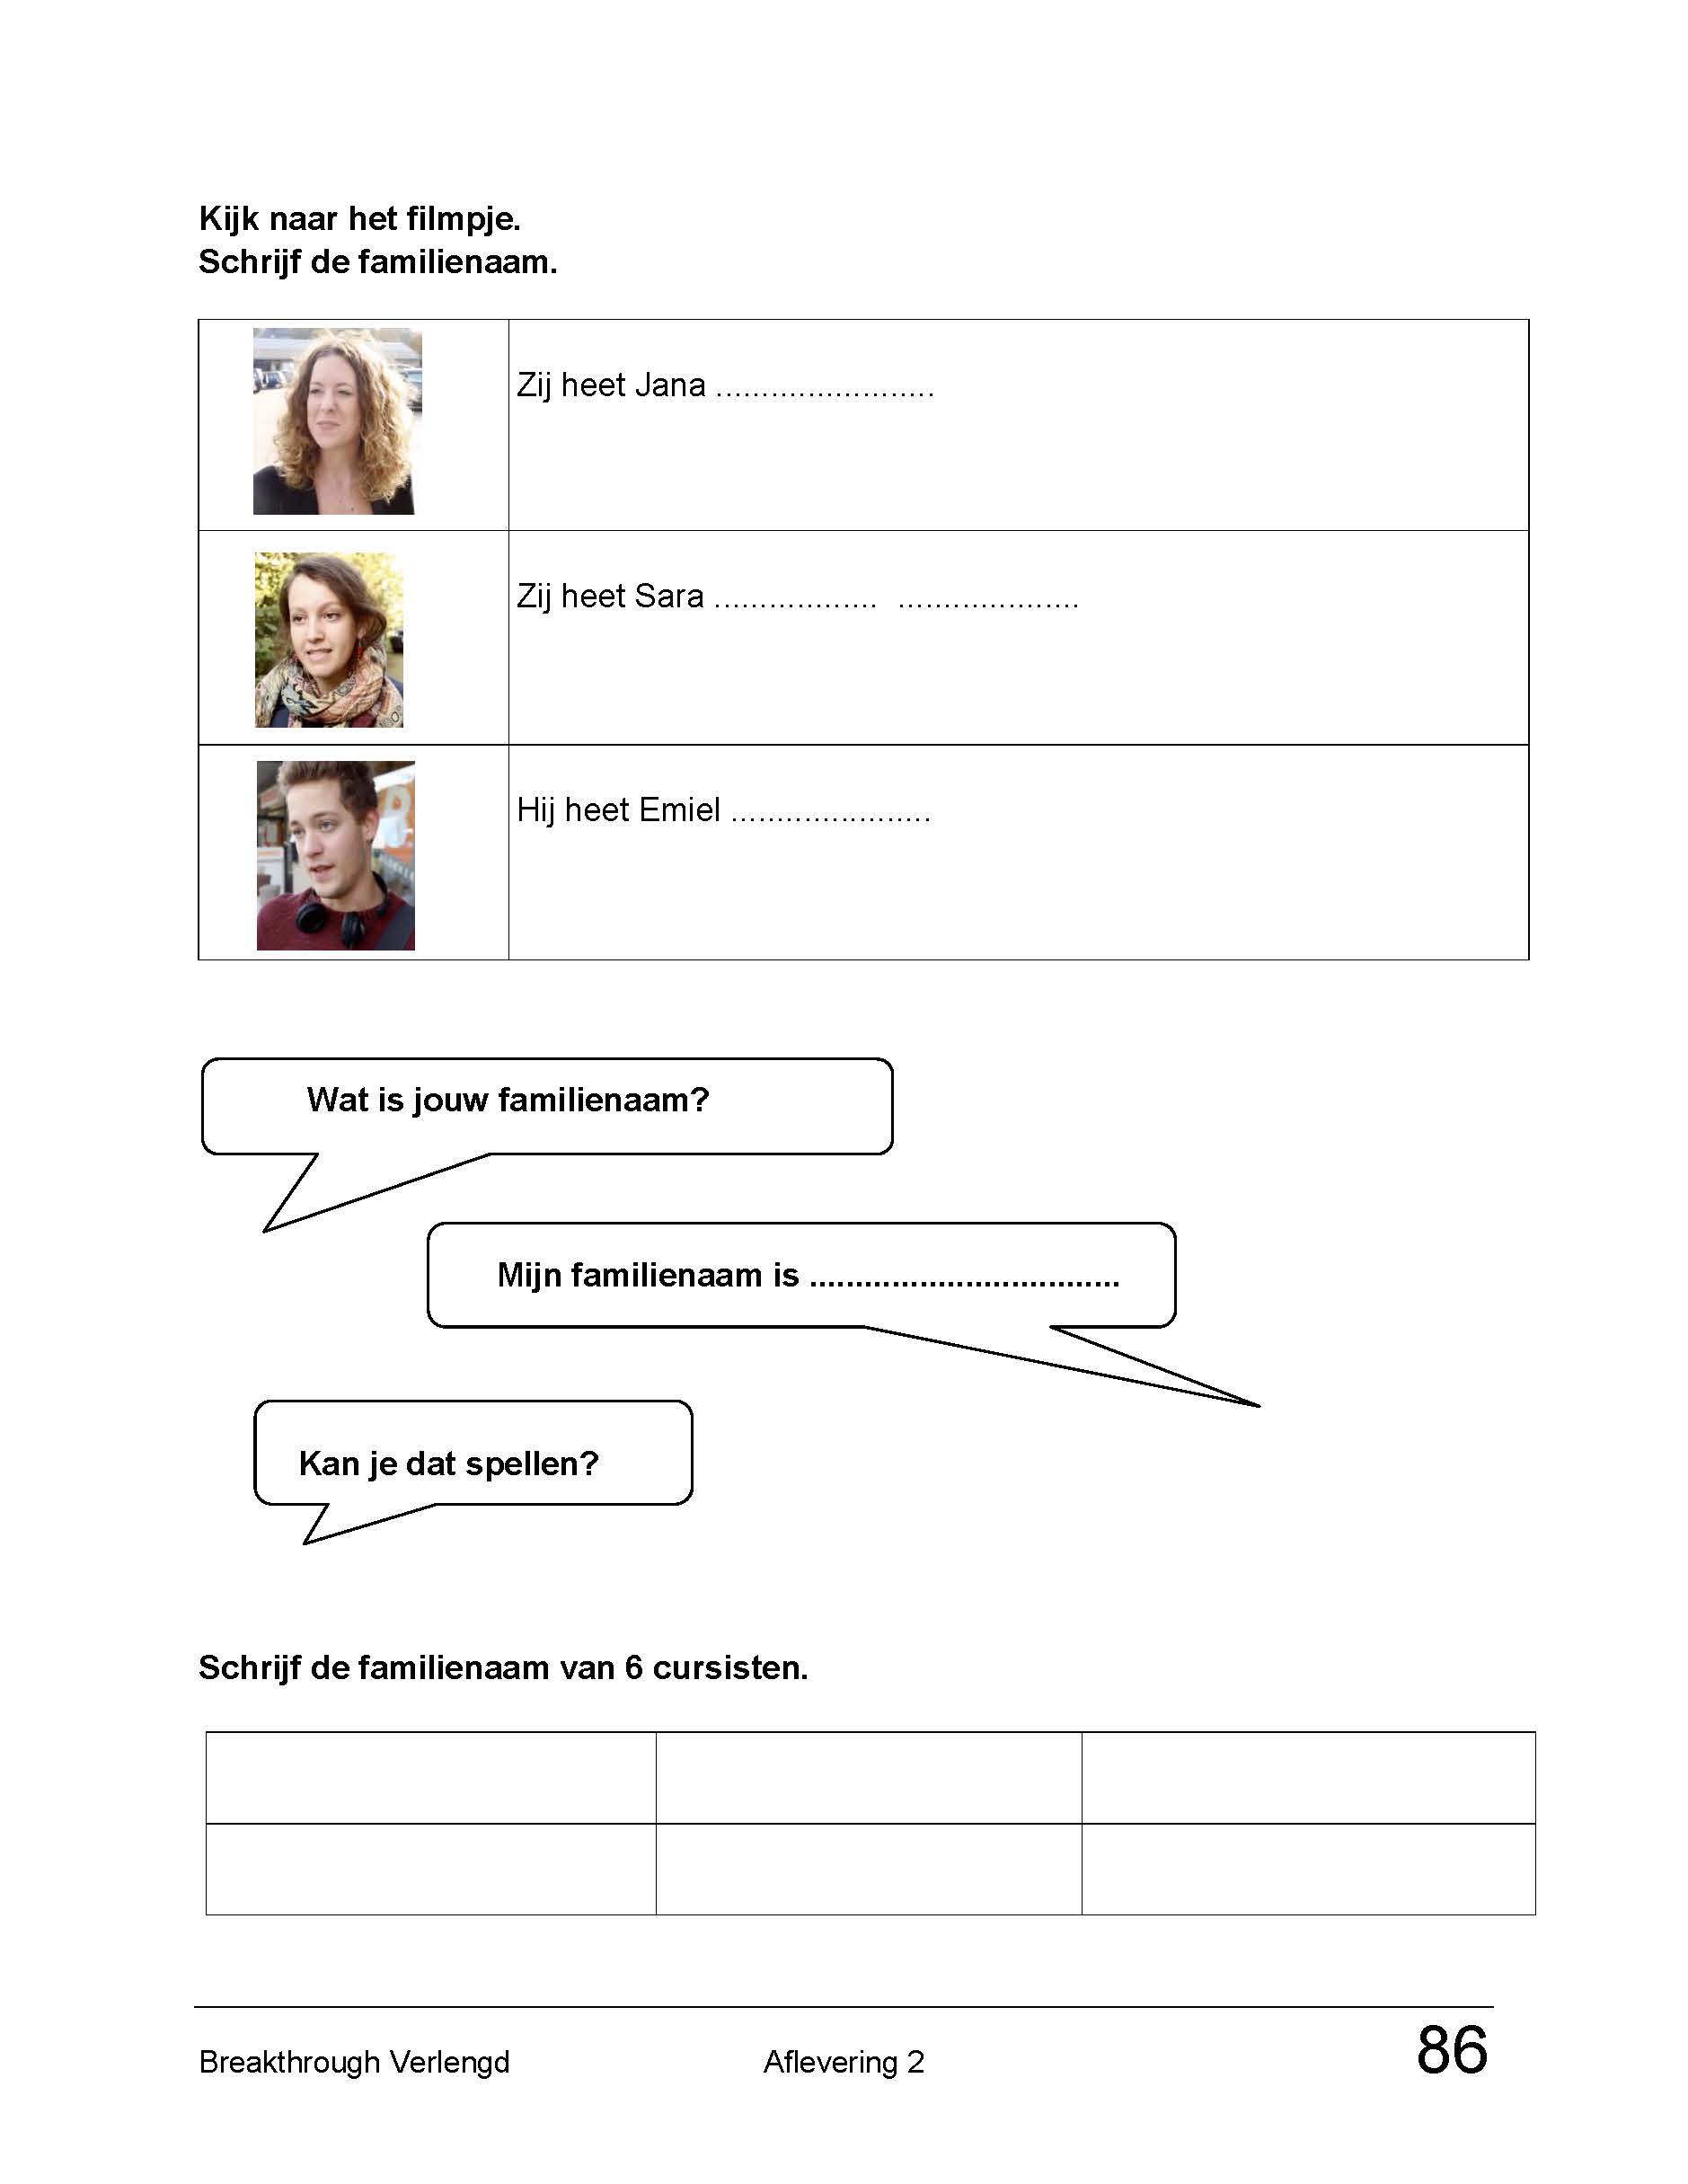 Kijk naar het filmpje.
Schrijf de familienaam.
Zij heet Jana ........................
Zij heet Sara ..................  ....................
Hij heet Emiel ......................
Wat is jouw familienaam?
Mijn familienaam is ..................................
Kan je dat spellen?
Schrijf de familienaam van 6 cursisten.
Breakthrough Verlengd Aflevering 2 86